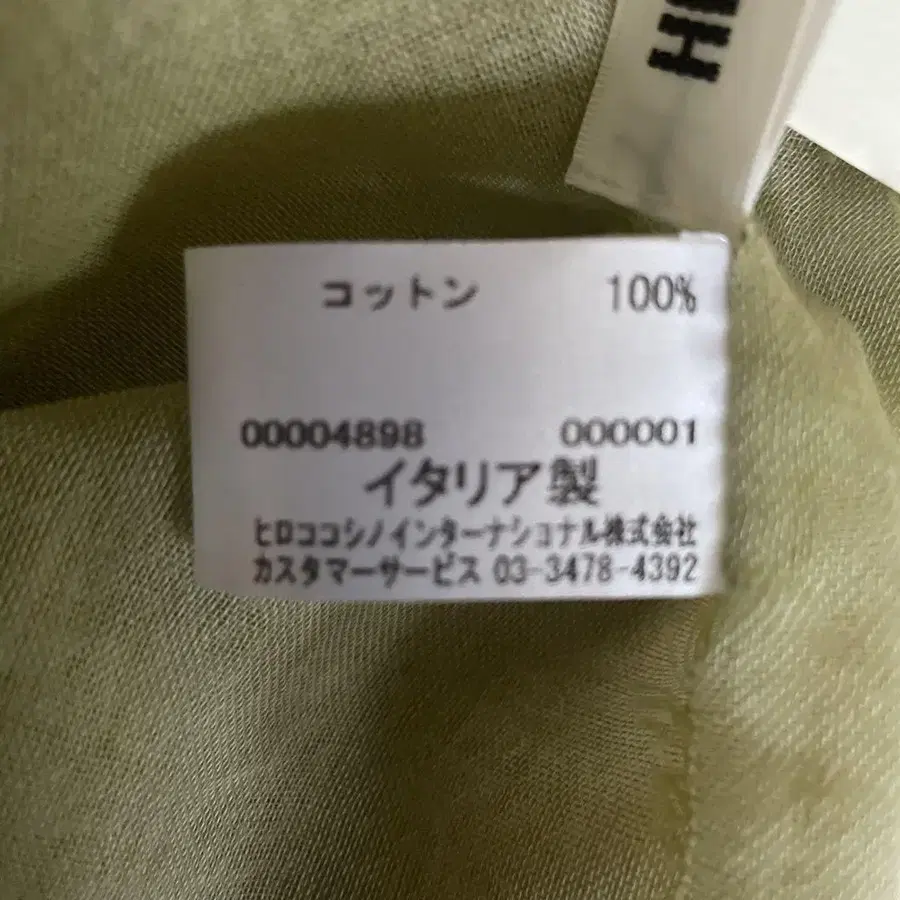 コットン 100%
00004898 000001
イタリア製
ヒロココシノインターナショナル株式会社
カスタマーサービス 03-3478-4392